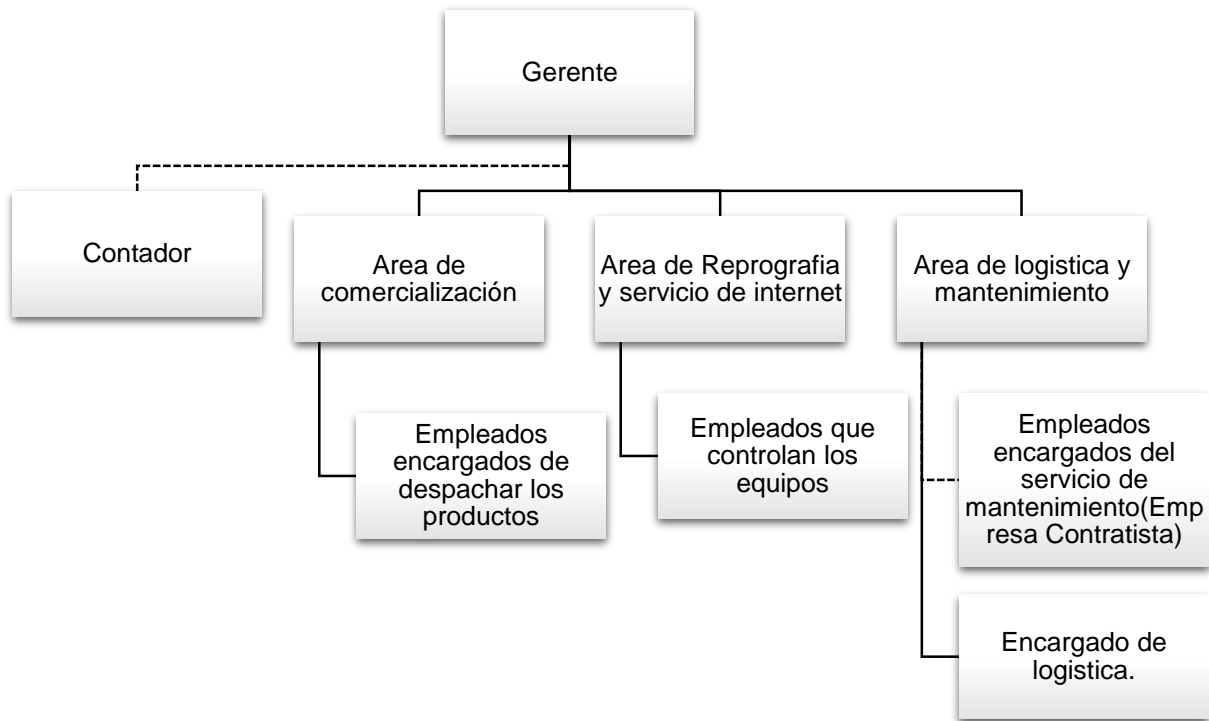 Gerente
Contador
Area de
comercialización
Area de Reprografia
y servicio de internet
Area de logistica y
mantenimiento
Empleados
encargados de
despachar los
productos
Empleados que
controlan los
equipos
Empleados
encargados del
servicio de
mantenimiento(Emp
resa Contratista)
Encargado de
logistica.